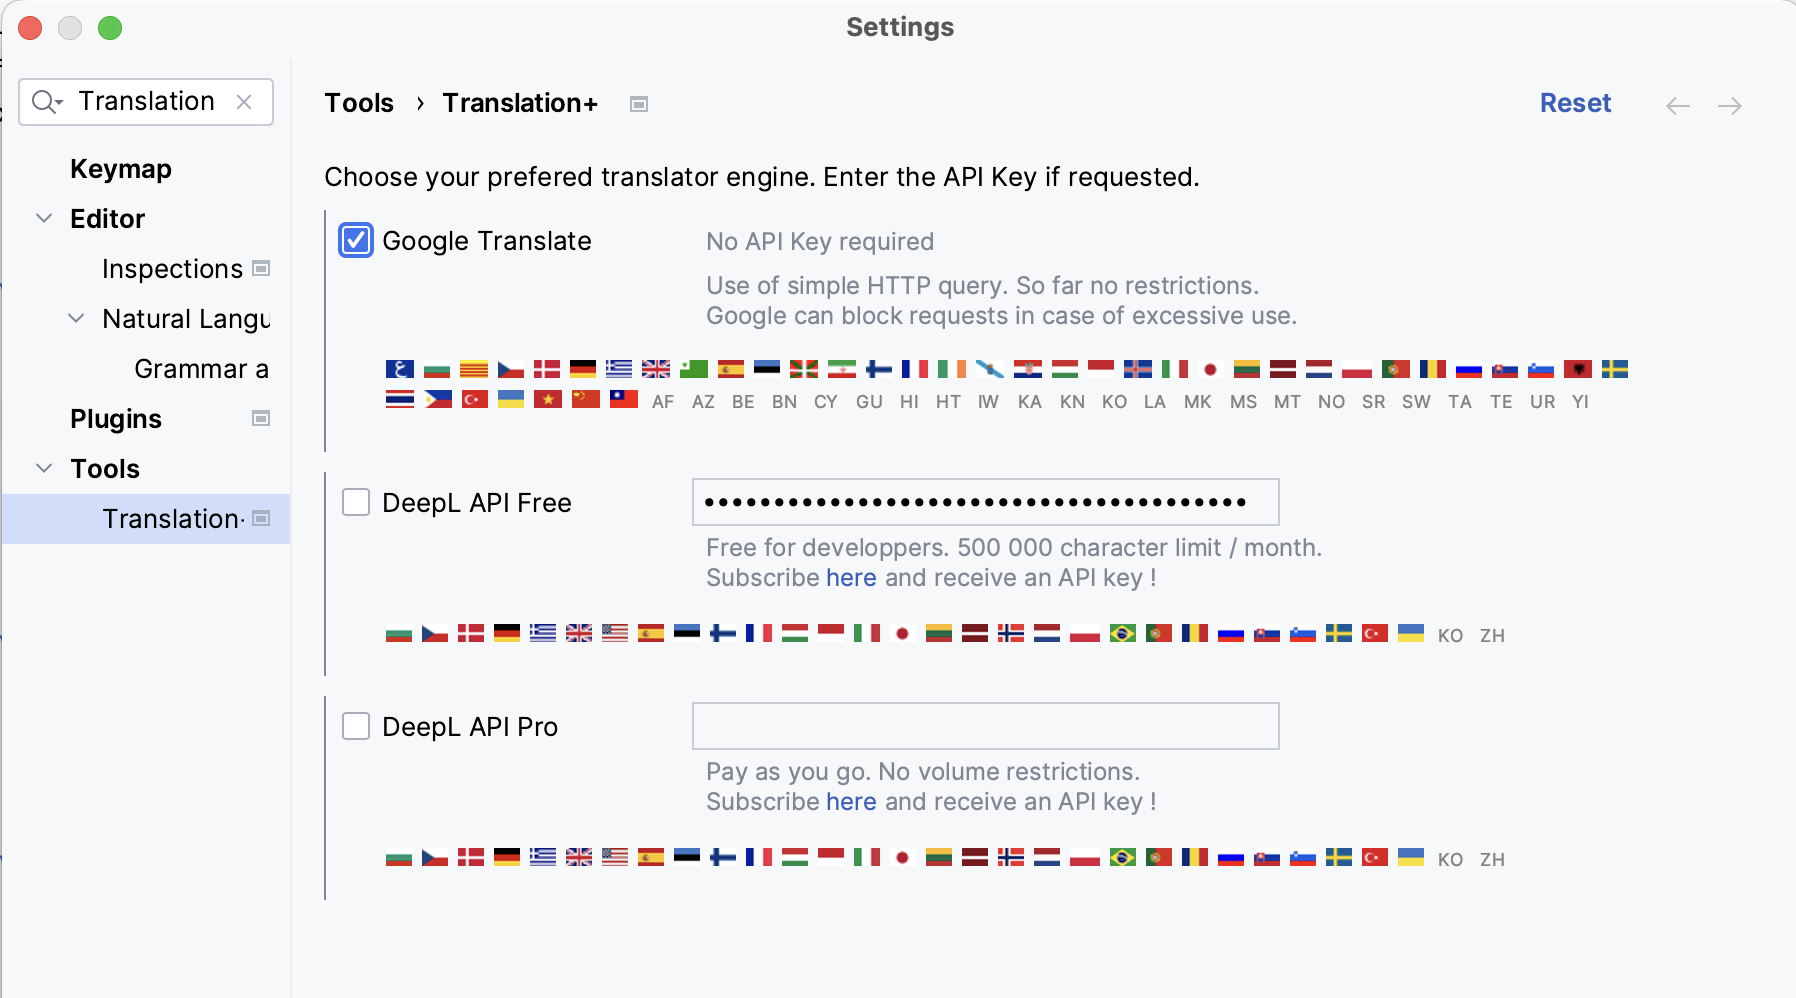 Settings
Translation
Keymap
Editor
Inspections
Natural Langu
Grammar a
Plugins
Tools
Translation
Tools › Translation+
Reset
Choose your prefered translator engine. Enter the API Key if requested.
Google Translate
No API Key required
Use of simple HTTP query. So far no restrictions.
Google can block requests in case of excessive use.
AF AZ BE BN CY GU HI HT IW KA KN KO LA MK MS MT NO SR SW TA TE UR YI
DeepL API Free
Free for developpers. 500 000 character limit / month.
Subscribe here and receive an API key !
KO ZH
DeepL API Pro
Pay as you go. No volume restrictions.
Subscribe here and receive an API key !
KO ZH